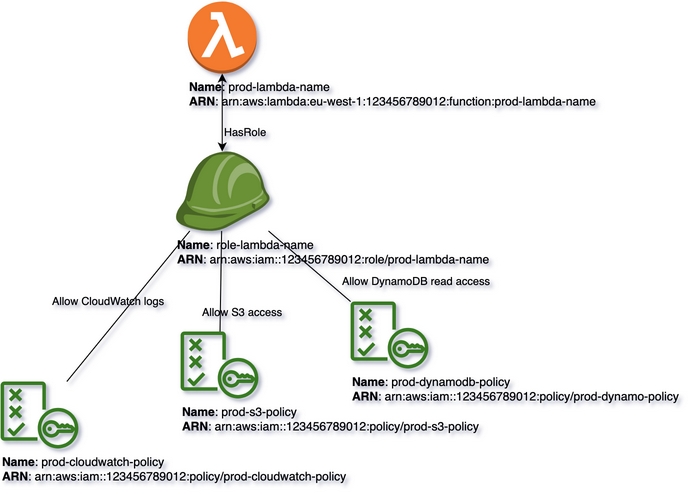 λ
Name: prod-lambda-name
ARN: arn:aws:lambda:eu-west-1:123456789012:function:prod-lambda-name
HasRole
Name: role-lambda-name
ARN: arn:aws:iam::123456789012:role/prod-lambda-name
Allow DynamoDB read access
Allow CloudWatch logs
Allow S3 access
Name: prod-dynamodb-policy
ARN: arn:aws:iam::123456789012:policy/prod-dynamo-policy
Name: prod-s3-policy
ARN: arn:aws:iam::123456789012:policy/prod-s3-policy
Name: prod-cloudwatch-policy
ARN: arn:aws:iam::123456789012:policy/prod-cloudwatch-policy